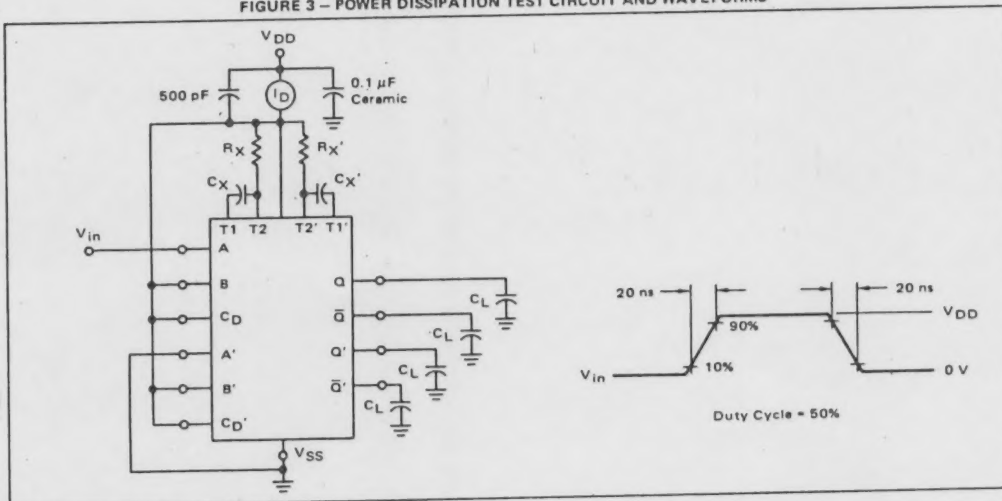 FIGURE 3 – POWER DISSIPATION TEST CIRCUIT AND WAVEFORMS
VDD
500 pF
ID
0.1 μF
Ceramic
RX
RX'
CX
CX'
T1
T2
T2'
T1'
Vin
A
B
CD
A'
B'
CD'
Q
Q̅
Q'
Q̅'
CL
CL
CL
CL
VSS
20 ns
20 ns
VDD
90%
10%
Vin
0 V
Duty Cycle = 50%